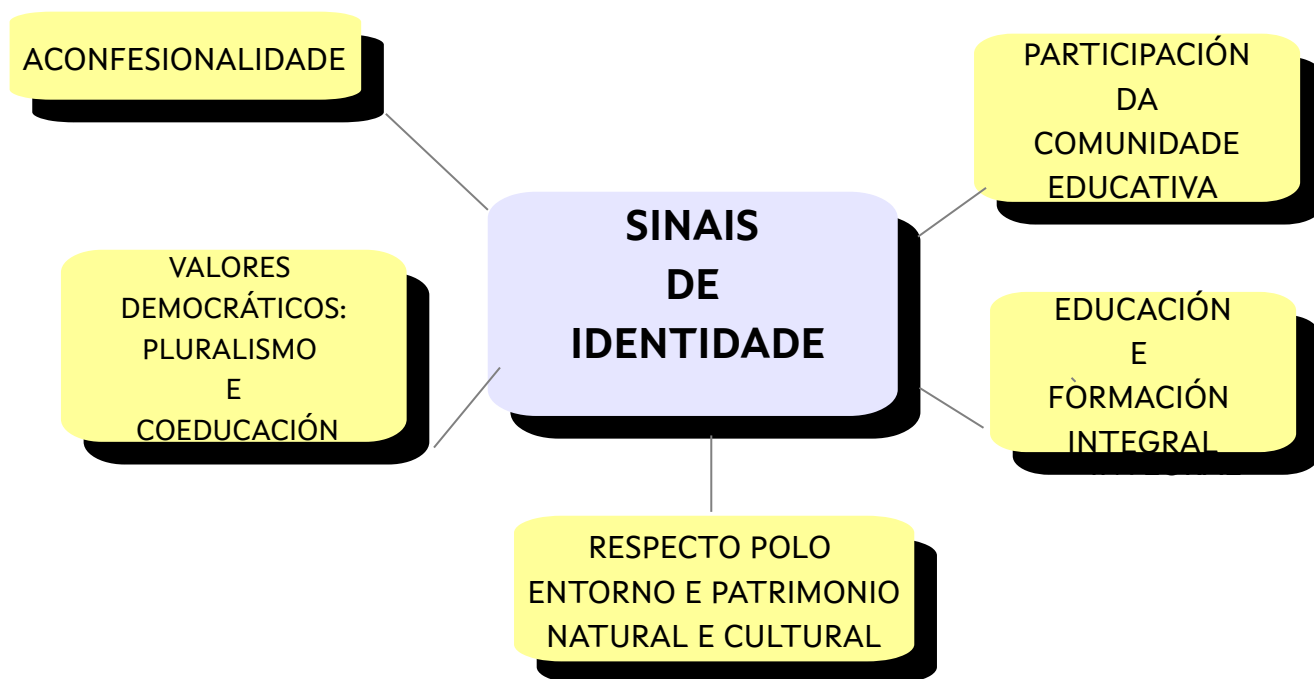 ACONFESIONALIDADE
PARTICIPACIÓN
DA
COMUNIDADE
EDUCATIVA
SINAIS
DE
IDENTIDADE
VALORES
DEMOCRÁTICOS:
PLURALISMO
E
COEDUCACIÓN
EDUCACIÓN
E
FORMACIÓN
INTEGRAL
RESPECTO POLO
ENTORNO E PATRIMONIO
NATURAL E CULTURAL